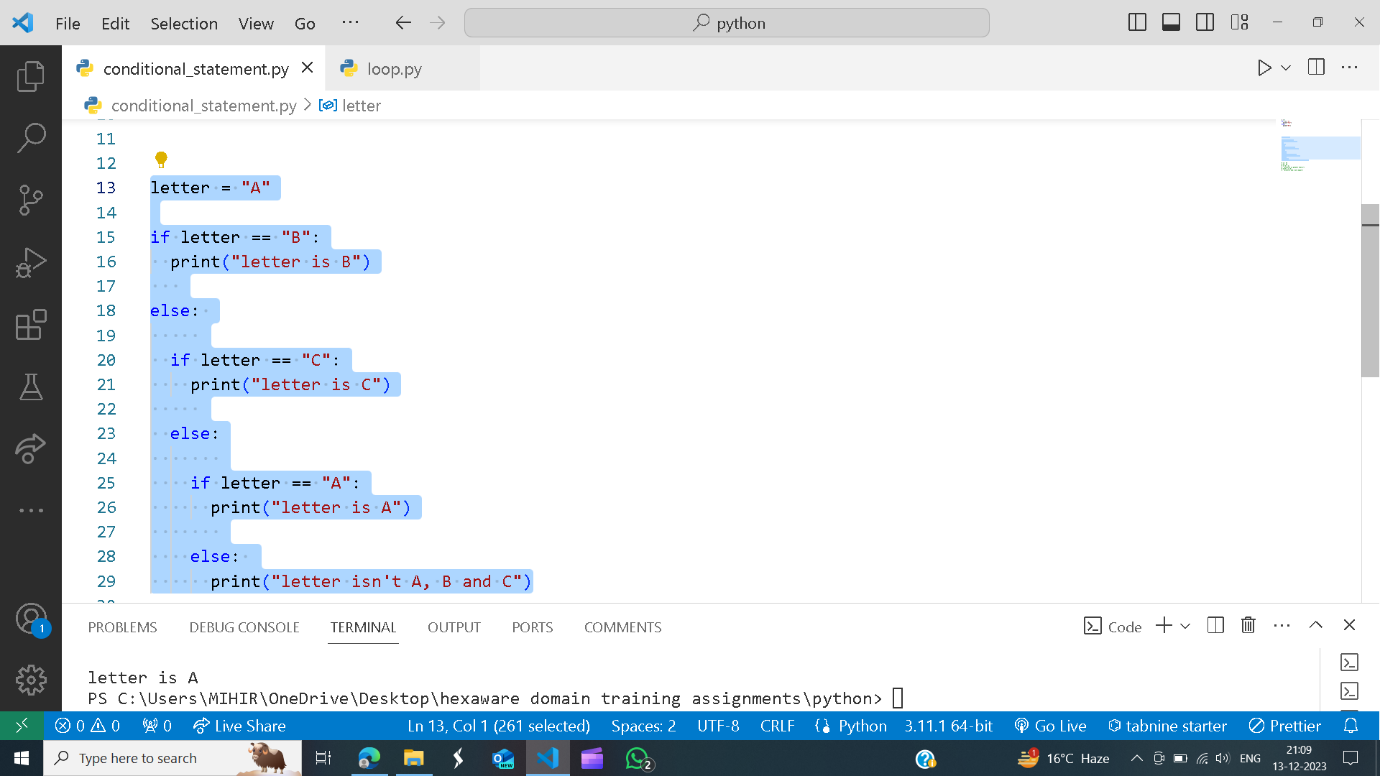 File Edit Selection View Go ··· python
conditional_statement.py loop.py
conditional_statement.py > letter
11
12
13 letter = "A"
14
15 if letter == "B":
16 print("letter is B")
17
18 else:
19
20 if letter == "C":
21 print("letter is C")
22
23 else:
24
25 if letter == "A":
26 print("letter is A")
27
28 else:
29 print("letter isn't A, B and C")
PROBLEMS DEBUG CONSOLE TERMINAL OUTPUT PORTS COMMENTS Code
letter is A
PS C:\Users\MIHIR\OneDrive\Desktop\hexaware domain training assignments\python>
1
0 0 0 Live Share Ln 13, Col 1 (261 selected) Spaces: 2 UTF-8 CRLF Python 3.11.1 64-bit Go Live tabnine starter Prettier
Type here to search NEW 2 1 16°C Haze ENG 21:09
13-12-2023